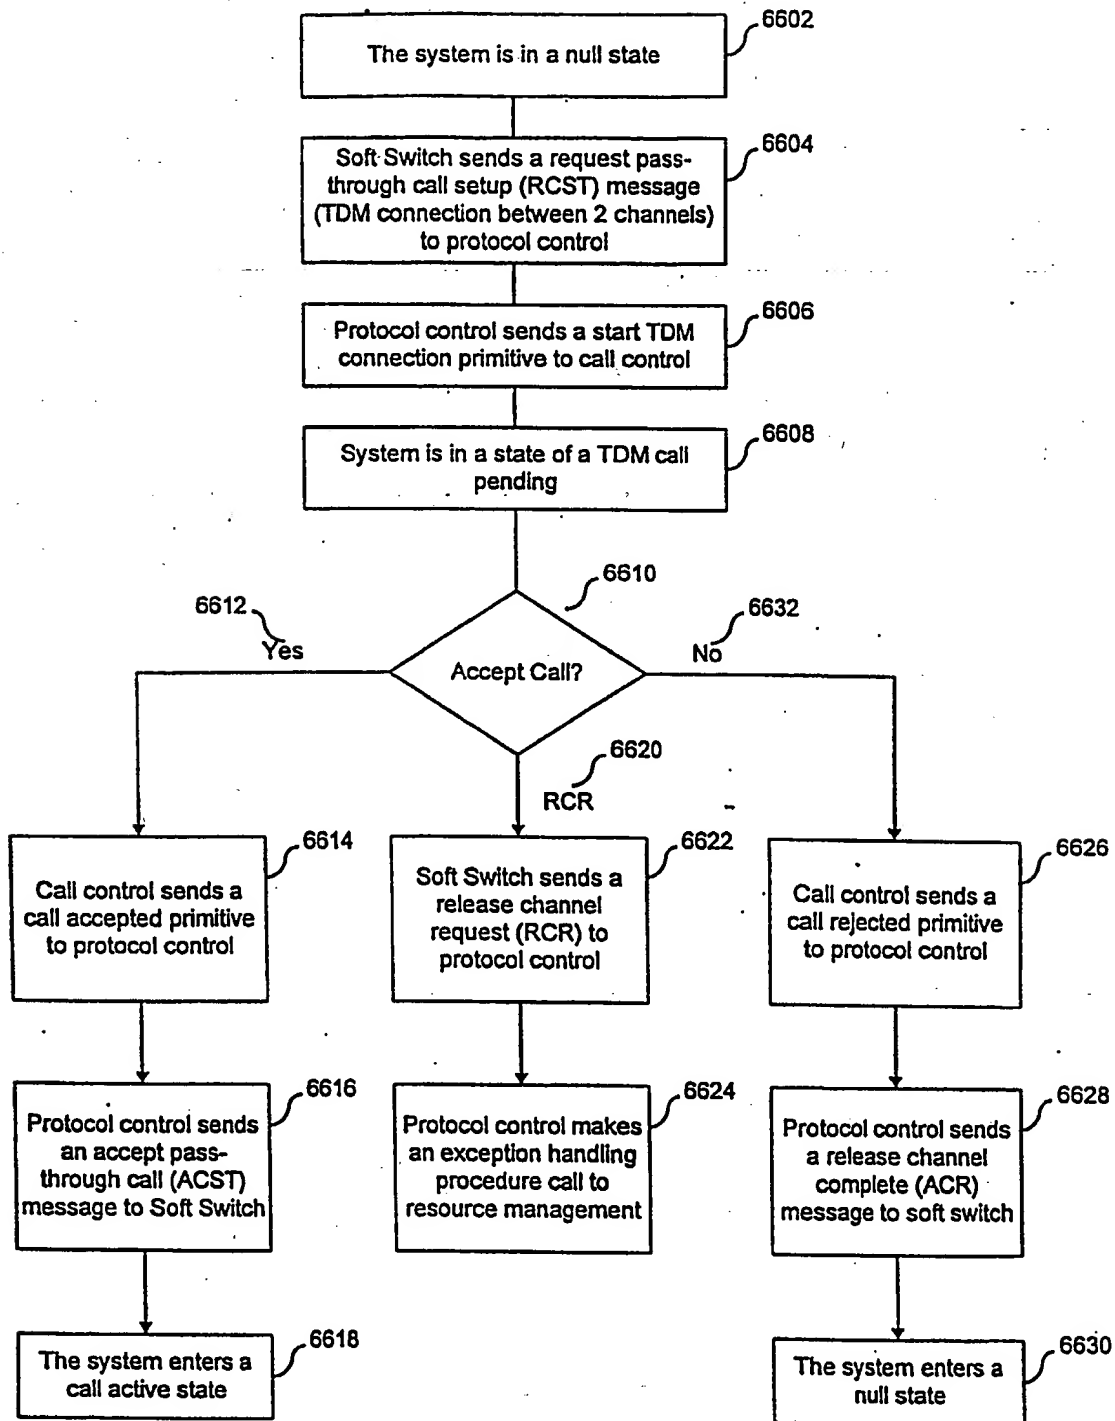 6602
The system is in a null state
6604
Soft Switch sends a request pass-
through call setup (RCST) message
(TDM connection between 2 channels)
to protocol control
6606
Protocol control sends a start TDM
connection primitive to call control
6608
System is in a state of a TDM call
pending
6610
6612
6632
Yes
No
Accept Call?
6620
RCR
6614
Call control sends a
call accepted primitive
to protocol control
6622
Soft Switch sends a
release channel
request (RCR) to
protocol control
6626
Call control sends a
call rejected primitive
to protocol control
6616
Protocol control sends
an accept pass-
through call (ACST)
message to Soft Switch
6624
Protocol control makes
an exception handling
procedure call to
resource management
6628
Protocol control sends
a release channel
complete (ACR)
message to soft switch
6618
The system enters a
call active state
6630
The system enters a
null state